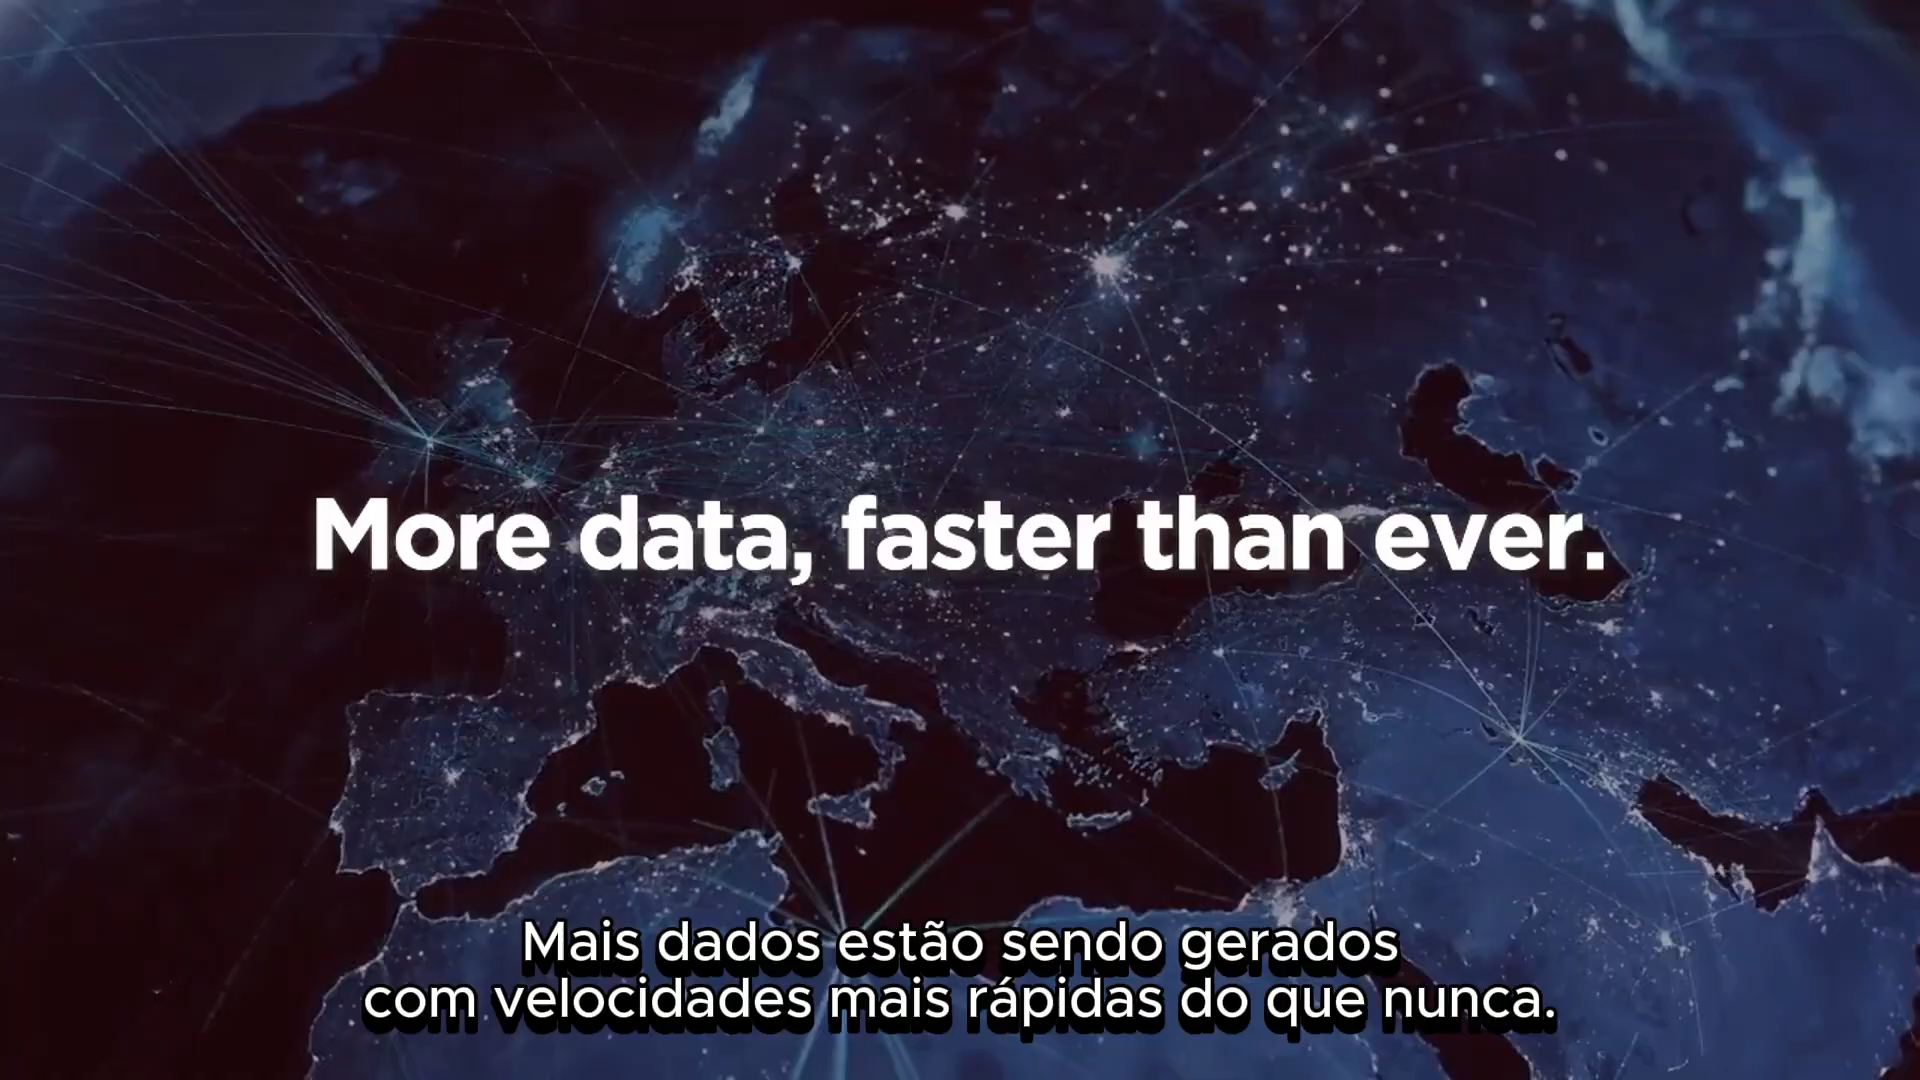 More data, faster than ever.
Mais dados estão sendo gerados
com velocidades mais rápidas do que nunca.